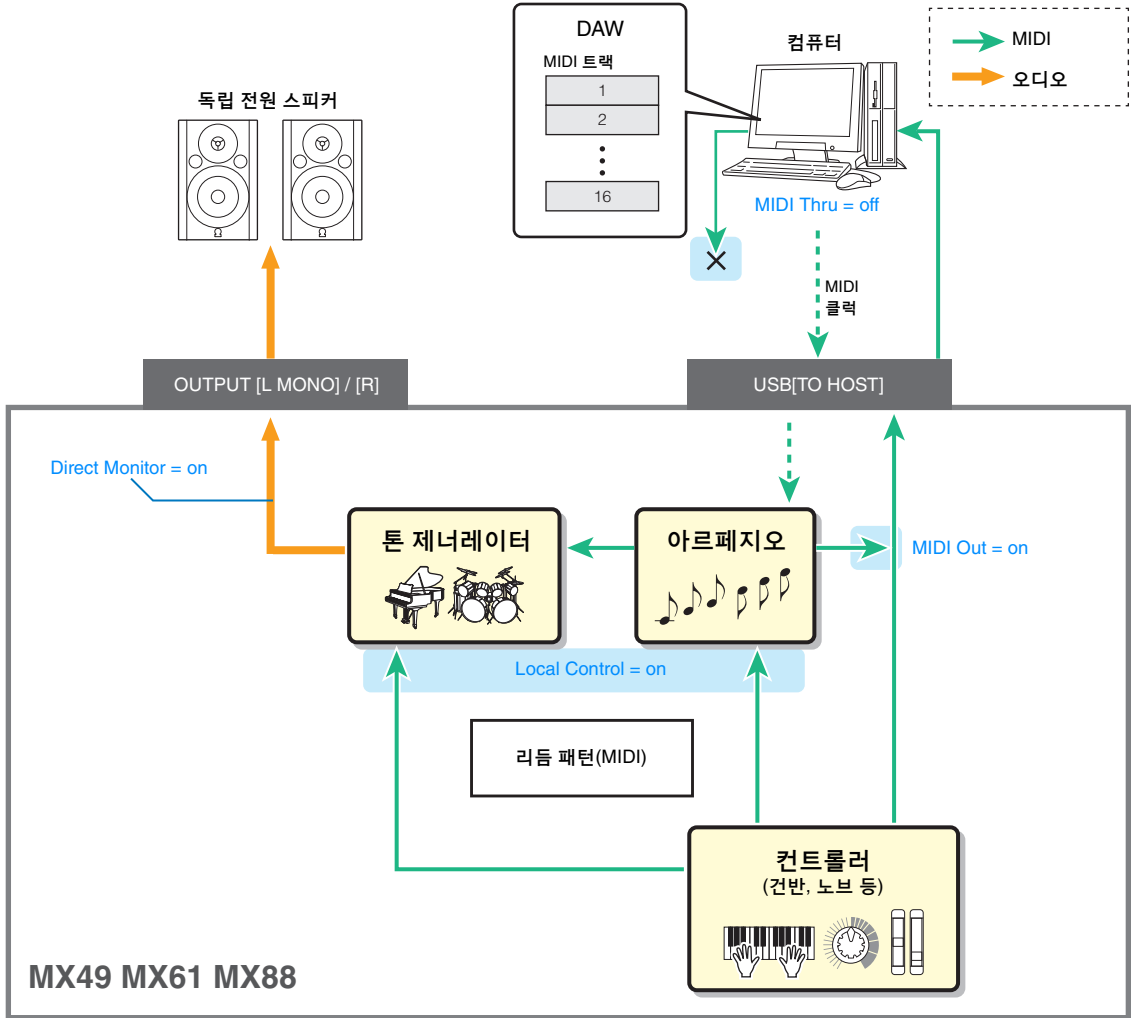 DAW
MIDI 트랙
1
2
16
컴퓨터
MIDI
오디오
독립 전원 스피커
MIDI Thru = off
MIDI
클럭
OUTPUT [L MONO] / [R]
USB[TO HOST]
Direct Monitor = on
톤 제너레이터
아르페지오
MIDI Out = on
Local Control = on
리듬 패턴(MIDI)
컨트롤러
(건반, 노브 등)
MX49 MX61 MX88